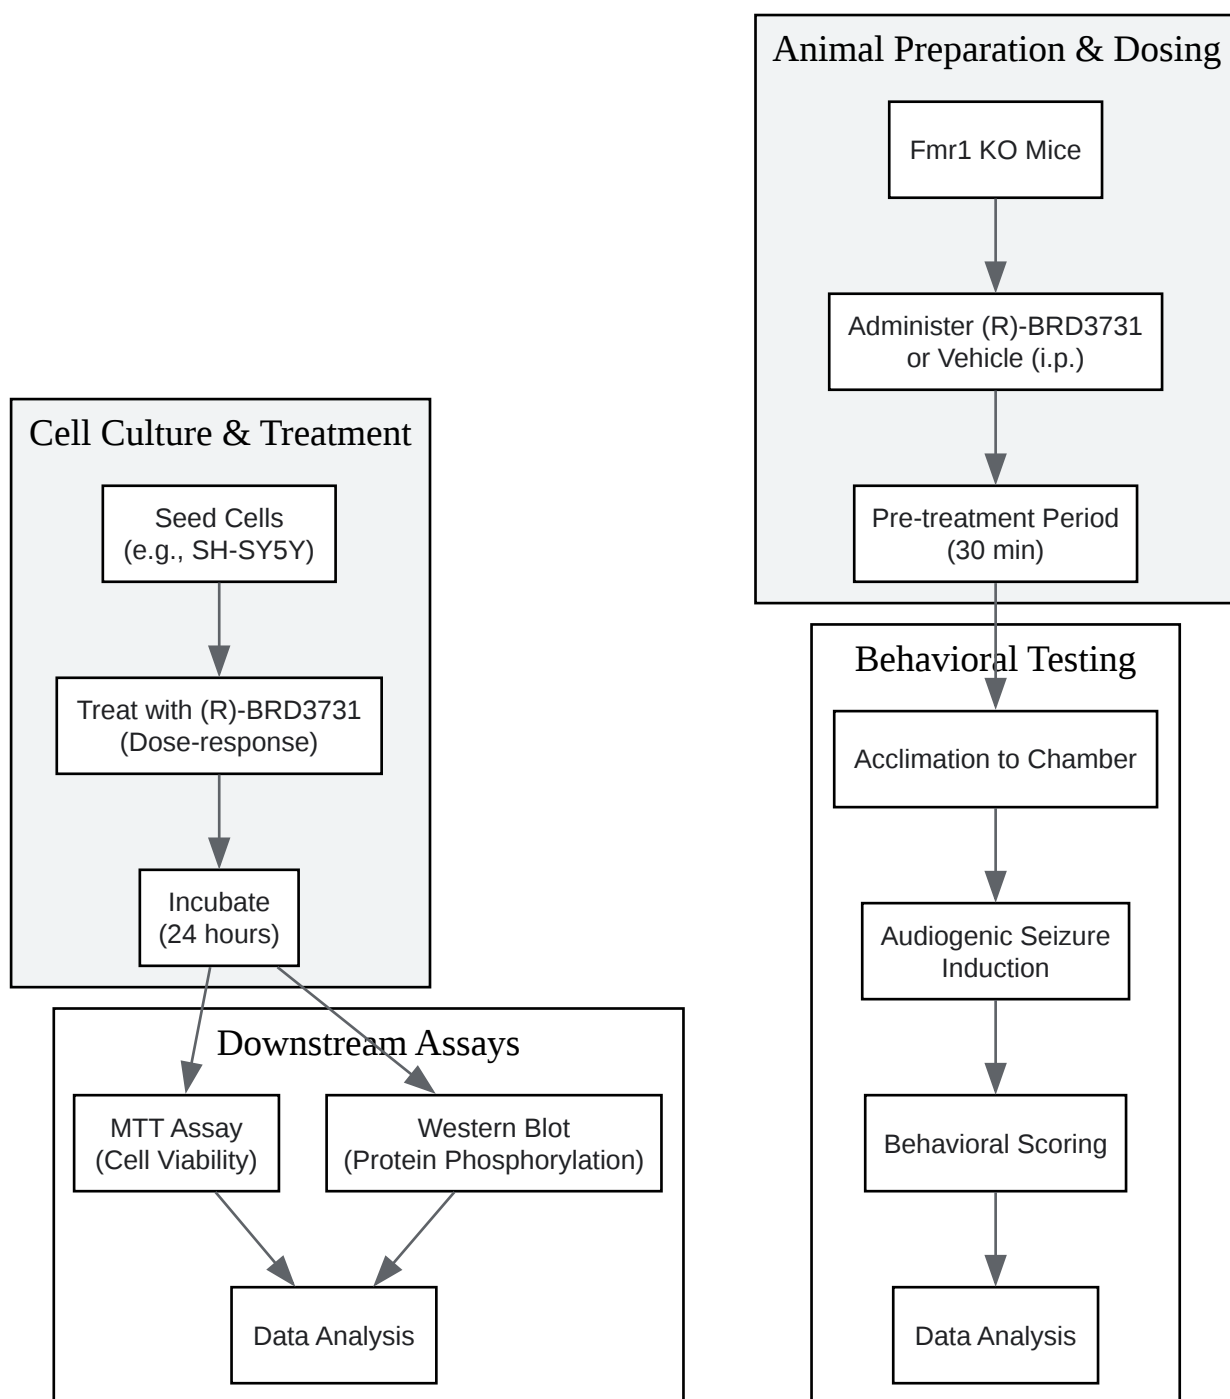 Cell Culture & Treatment
Seed Cells
(e.g., SH-SY5Y)
Treat with (R)-BRD3731
(Dose-response)
Incubate
(24 hours)
Downstream Assays
MTT Assay
(Cell Viability)
Western Blot
(Protein Phosphorylation)
Data Analysis
Animal Preparation & Dosing
Fmr1 KO Mice
Administer (R)-BRD3731
or Vehicle (i.p.)
Pre-treatment Period
(30 min)
Behavioral Testing
Acclimation to Chamber
Audiogenic Seizure
Induction
Behavioral Scoring
Data Analysis